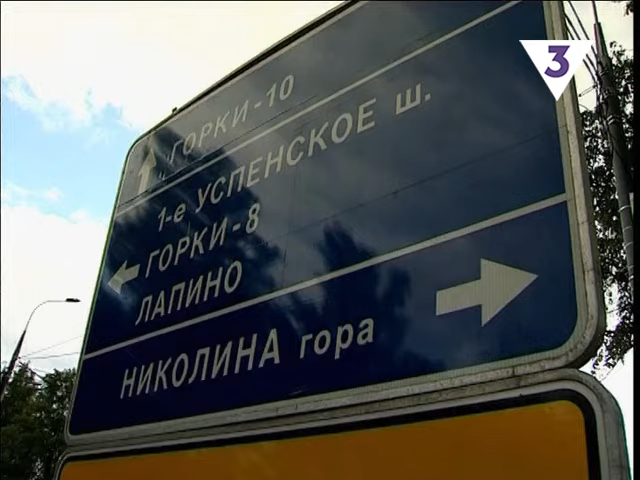 3
ГОРКИ-10
1-е УСПЕНСКОЕ ш.
ГОРКИ-8
ЛАПИНО
НИКОЛИНА гора